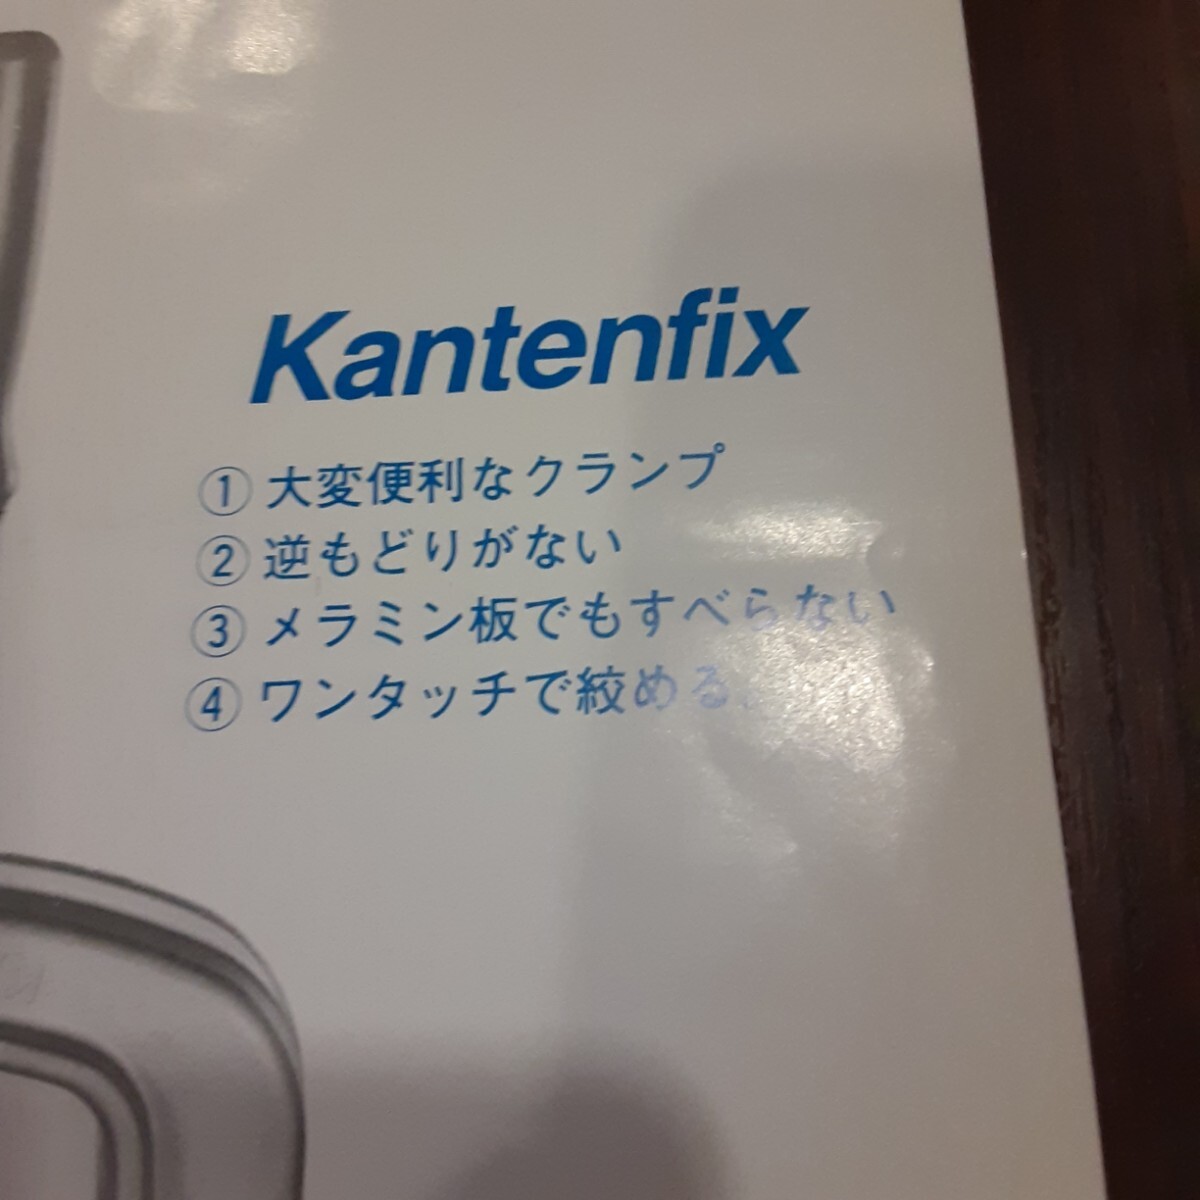 Kantenfix
① 大変便利なクランプ
② 逆もどりがない
③ メラミン板でもすべらない
④ ワンタッチで絞める